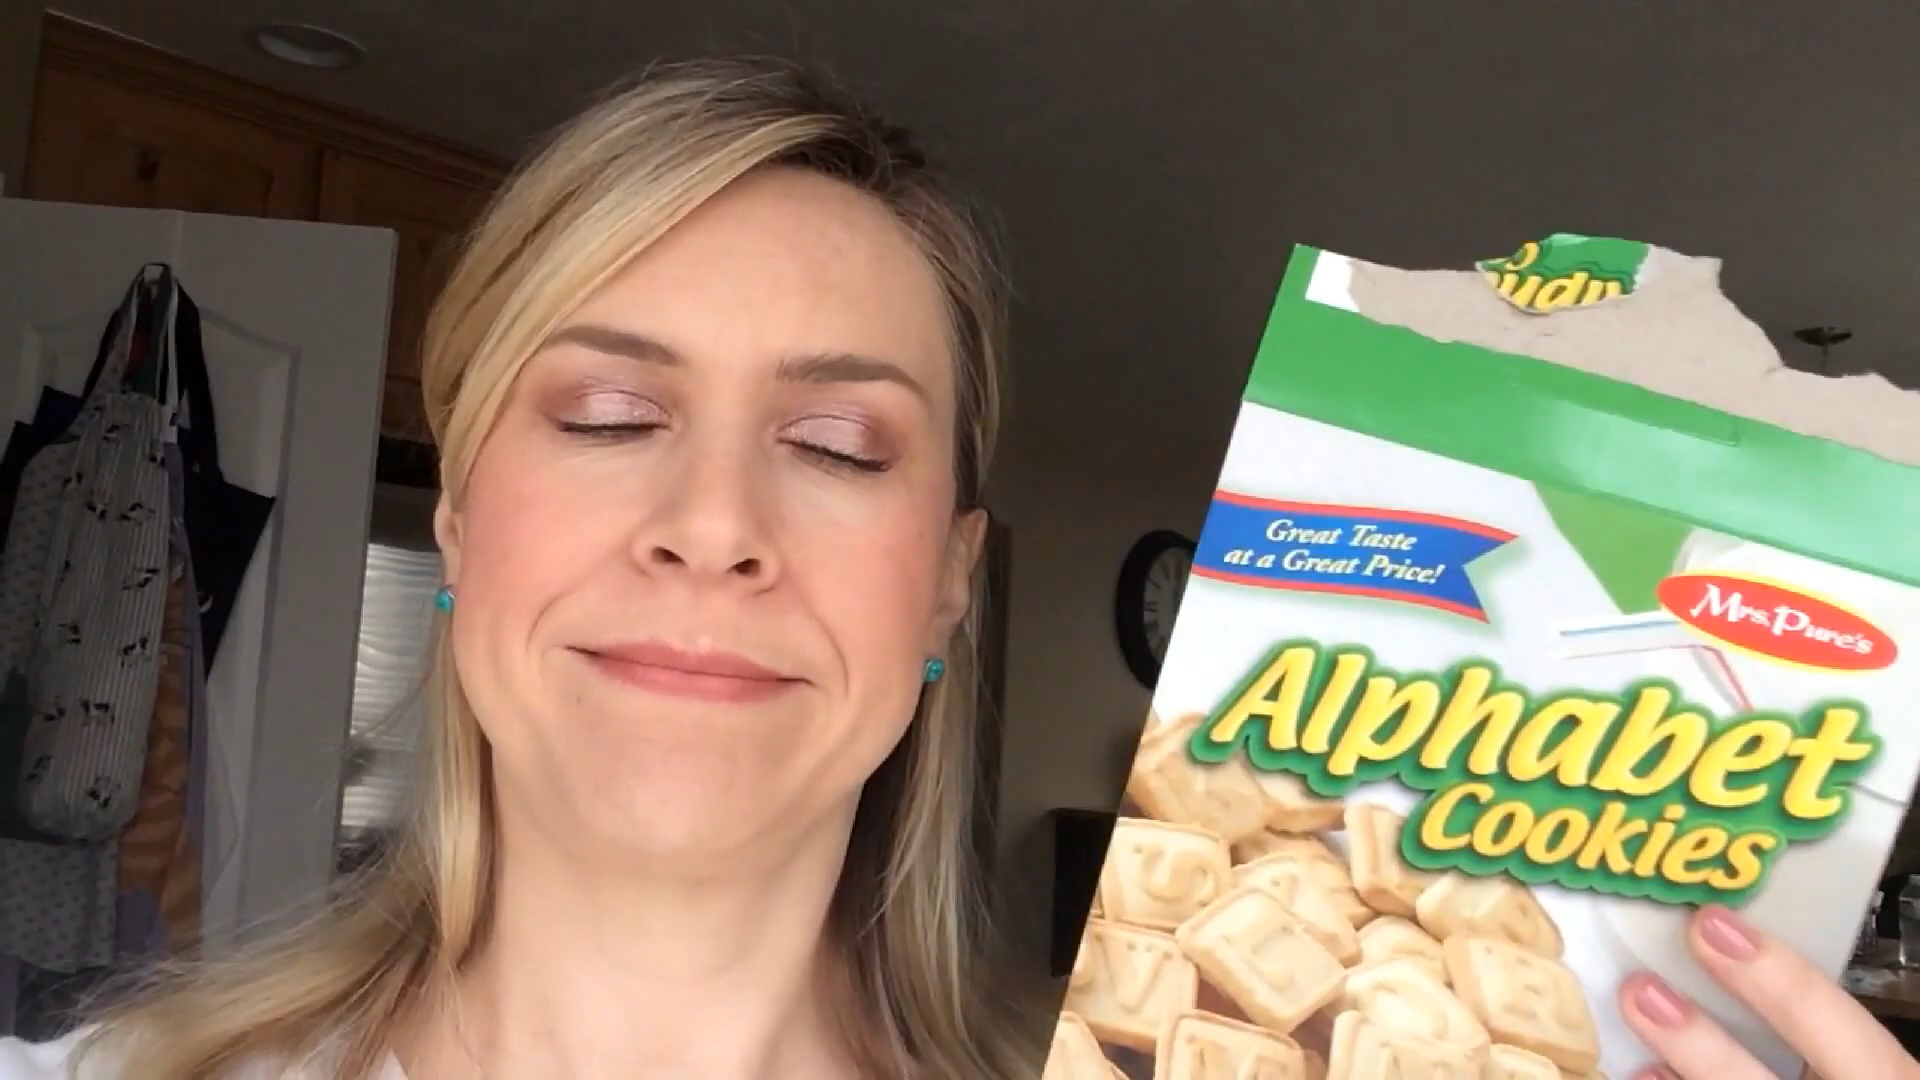 Great Taste
at a Great Price!
Mrs. Pure's
Alphabet
Cookies